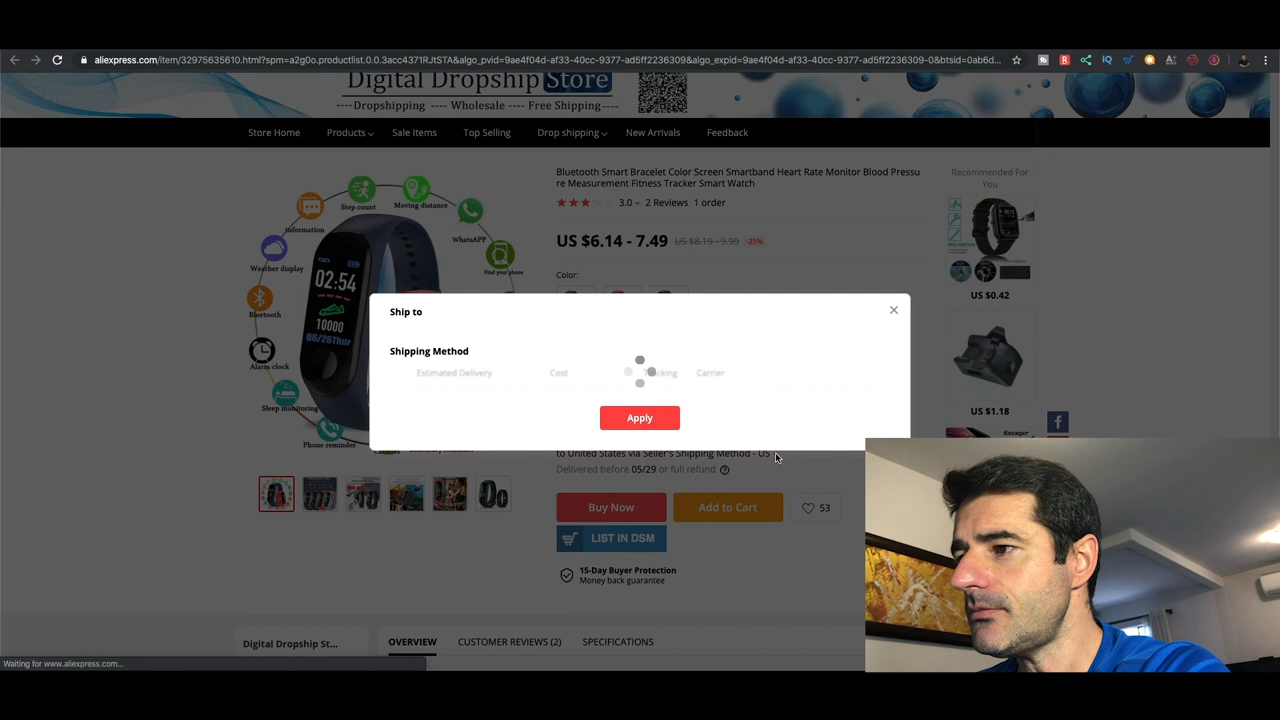 aliexpress.com/item/32975635610.html?spm=a2g0o.productlist.0.0.3acc4371RJtSTA&algo_pvid=9ae4f04d-af33-40cc-9377-ad5ff2236309&algo_expid=9ae4f04d-af33-40cc-9377-ad5ff2236309-0&btsid=0ab6d...
Digital Dropship Store
----Dropshipping ---- Wholesale ---- Free Shipping----
Store Home Products Sale Items Top Selling Drop shipping New Arrivals Feedback
Bluetooth Smart Bracelet Color Screen Smartband Heart Rate Monitor Blood Pressu
re Measurement Fitness Tracker Smart Watch
3.0 2 Reviews 1 order
US $6.14 - 7.49 US $8.19 - 9.99 -25%
Color:
Step count
Moving distance
information
WhatsAPP
Weather display
Find your phone
Bluetooth
Alarm clock
Sleep monitoring
Phone reminder
02:54
10000
06/26Thur
Recommended For
You
US $0.42
US $1.18
Essager
Ship to
Shipping Method
Estimated Delivery Cost Tracking Carrier
Apply
to United States via Seller's Shipping Method - US
Delivered before 05/29 or full refund
Buy Now Add to Cart 53
LIST IN DSM
15-Day Buyer Protection
Money back guarantee
Digital Dropship St... OVERVIEW CUSTOMER REVIEWS (2) SPECIFICATIONS
Waiting for www.aliexpress.com...